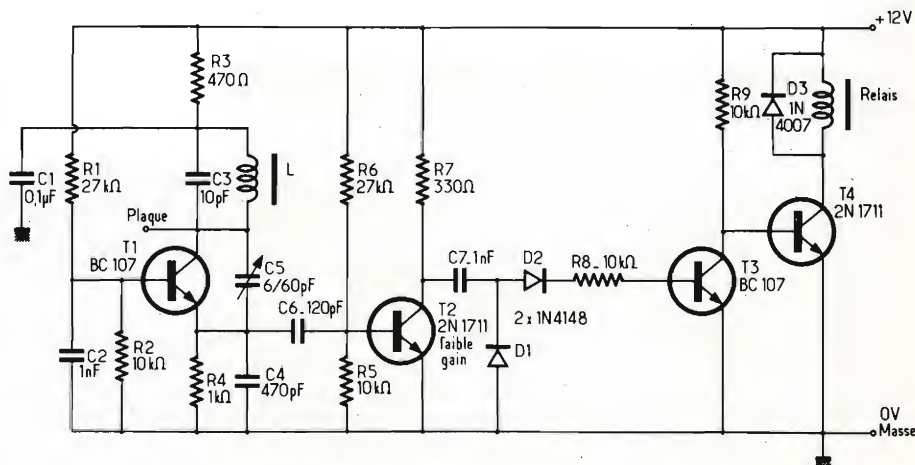 +12V
R3
470Ω
D3
1N
4007
Relais
R9
10kΩ
C1
0,1µF
R1
27kΩ
C3
10pF
L
R6
27kΩ
R7
330Ω
Plaque
T1
BC 107
C5
6/60pF
C7_1nF
D2
R8_10kΩ
T4
2N 1711
T3
BC 107
C6_120pF
T2
2N 1711
faible
gain
2 x 1N4148
D1
C2
1nF
R2
10kΩ
R4
1kΩ
C4
470pF
R5
10kΩ
0V
Masse